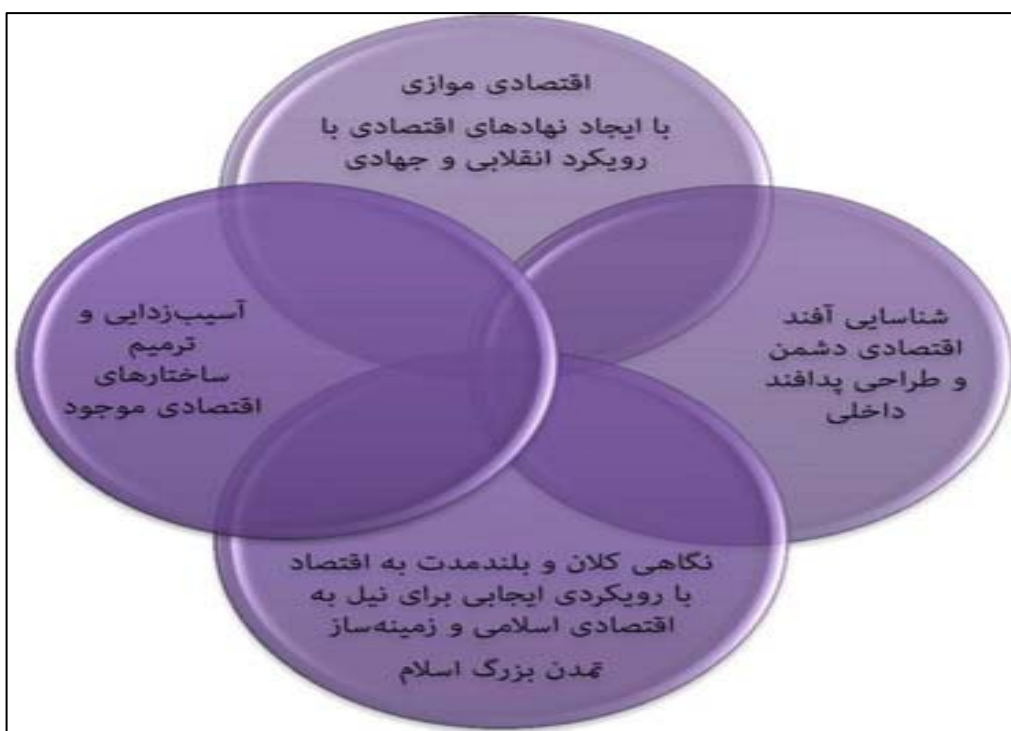 اقتصادی موازی
با ایجاد نهادهای اقتصادی با
رویکرد انقلابی و جهادی
شناسایی آفند
اقتصادی دشمن
و طراحی پدافند
داخلی
آسیب‌زدایی و
ترمیم
ساختارهای
اقتصادی موجود
نگاهی کلان و بلندمدت به اقتصاد
با رویکردی ایجابی برای نیل به
اقتصادی اسلامی و زمینه‌ساز
تمدن بزرگ اسلام